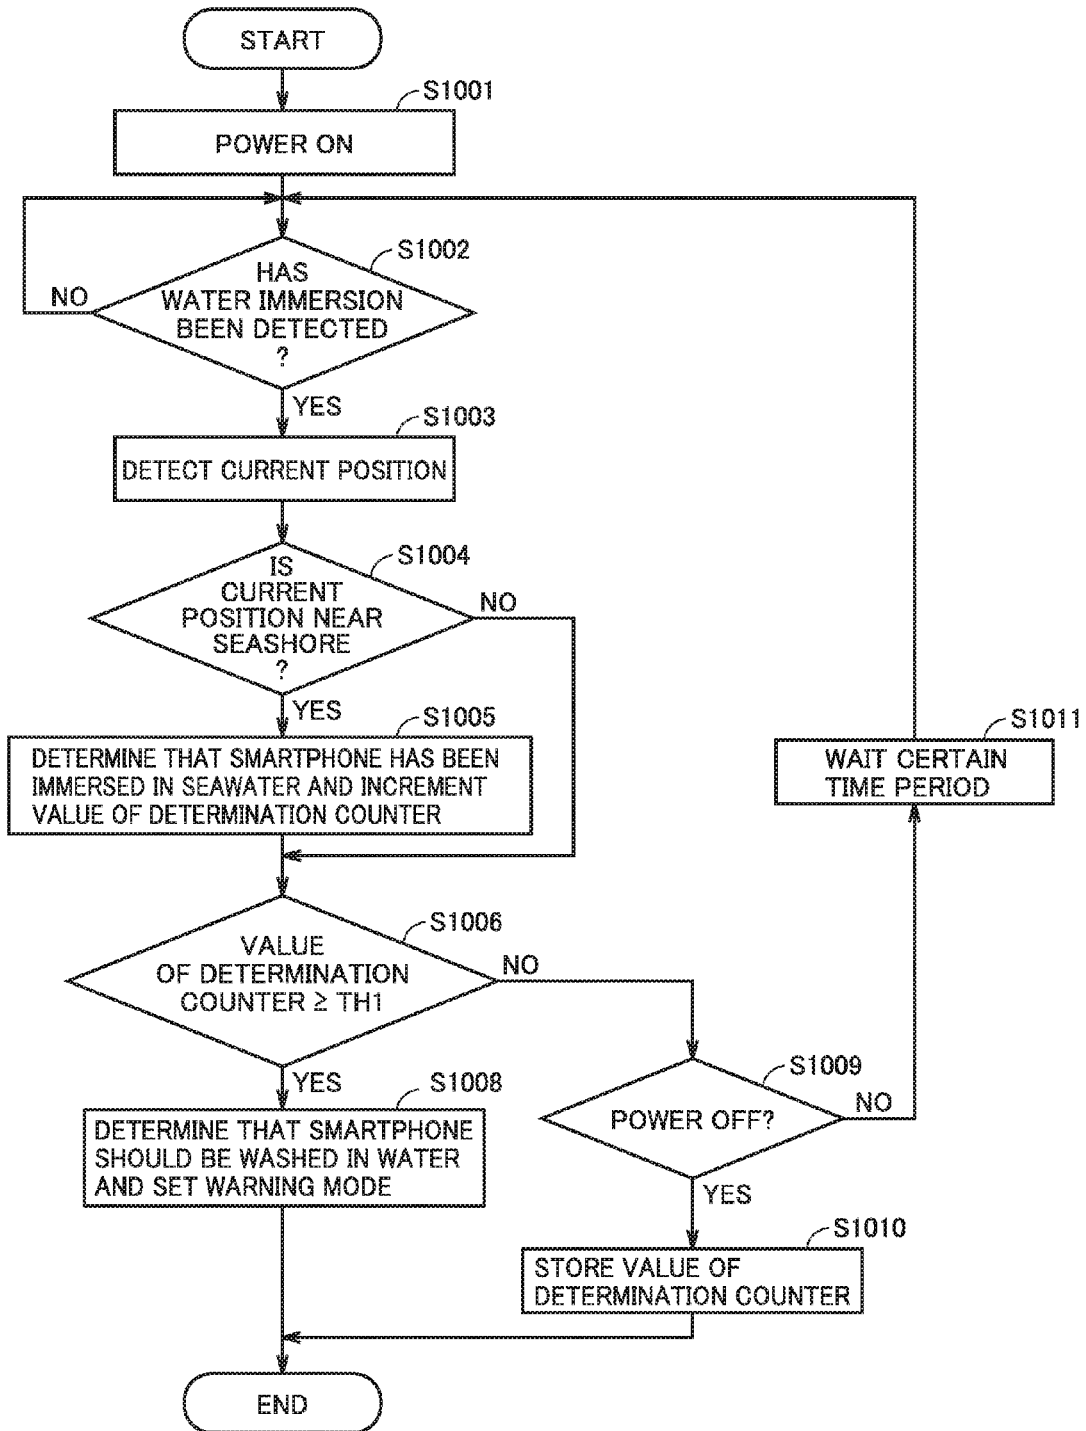 START
S1001
POWER ON
S1002
HAS
WATER IMMERSION
BEEN DETECTED
?
NO
YES
S1003
DETECT CURRENT POSITION
S1004
IS
CURRENT
POSITION NEAR
SEASHORE
?
NO
YES
S1005
DETERMINE THAT SMARTPHONE HAS BEEN
IMMERSED IN SEAWATER AND INCREMENT
VALUE OF DETERMINATION COUNTER
S1011
WAIT CERTAIN
TIME PERIOD
S1006
VALUE
OF DETERMINATION
COUNTER ≥ TH1
NO
YES
S1008
DETERMINE THAT SMARTPHONE
SHOULD BE WASHED IN WATER
AND SET WARNING MODE
S1009
POWER OFF?
NO
YES
S1010
STORE VALUE OF
DETERMINATION COUNTER
END